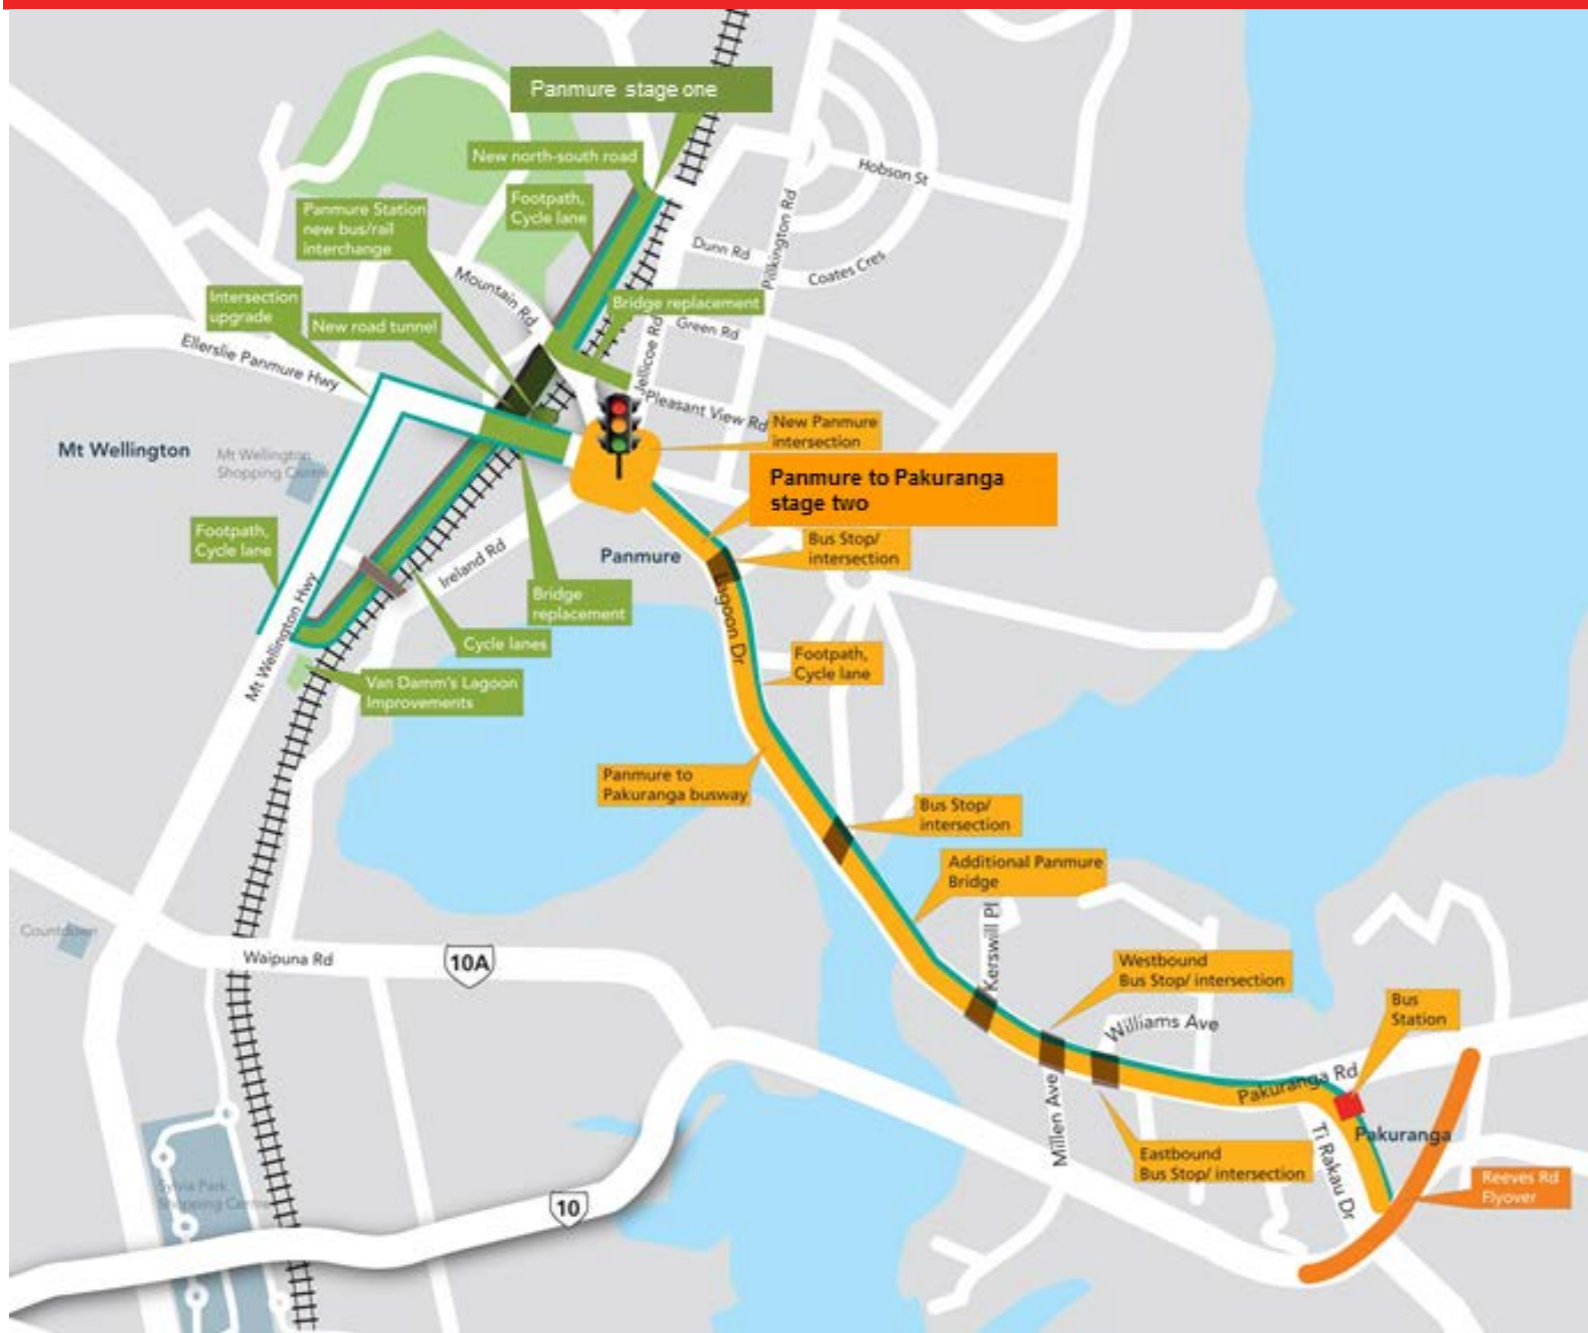 Panmure stage one
New north-south road
Hobson St
Footpath,
Cycle lane
Panmure Station
new bus/rail
interchange
Pilkington Rd
Dunn Rd
Coates Cres
Mountain Rd
Intersection
upgrade
New road tunnel
Bridge replacement
Green Rd
Ellerslie Panmure Hwy
Jellicoe Rd
Pleasant View Rd
New Panmure
intersection
Mt Wellington
Mt Wellington
Shopping Centre
Panmure to Pakuranga
stage two
Footpath,
Cycle lane
Ireland Rd
Panmure
Bus Stop/
intersection
Mt Wellington Hwy
Bridge
replacement
Lagoon Dr
Cycle lanes
Footpath,
Cycle lane
Van Damm's Lagoon
Improvements
Panmure to
Pakuranga busway
Bus Stop/
intersection
Additional Panmure
Bridge
Countdown
Kerswill Pl
Waipuna Rd
10A
Westbound
Bus Stop/ intersection
Bus
Station
Williams Ave
Pakuranga Rd
Millen Ave
Pakuranga
Eastbound
Bus Stop/ intersection
Ti Rakau Dr
Reeves Rd
Flyover
Sylvia Park
Shopping Centre
10